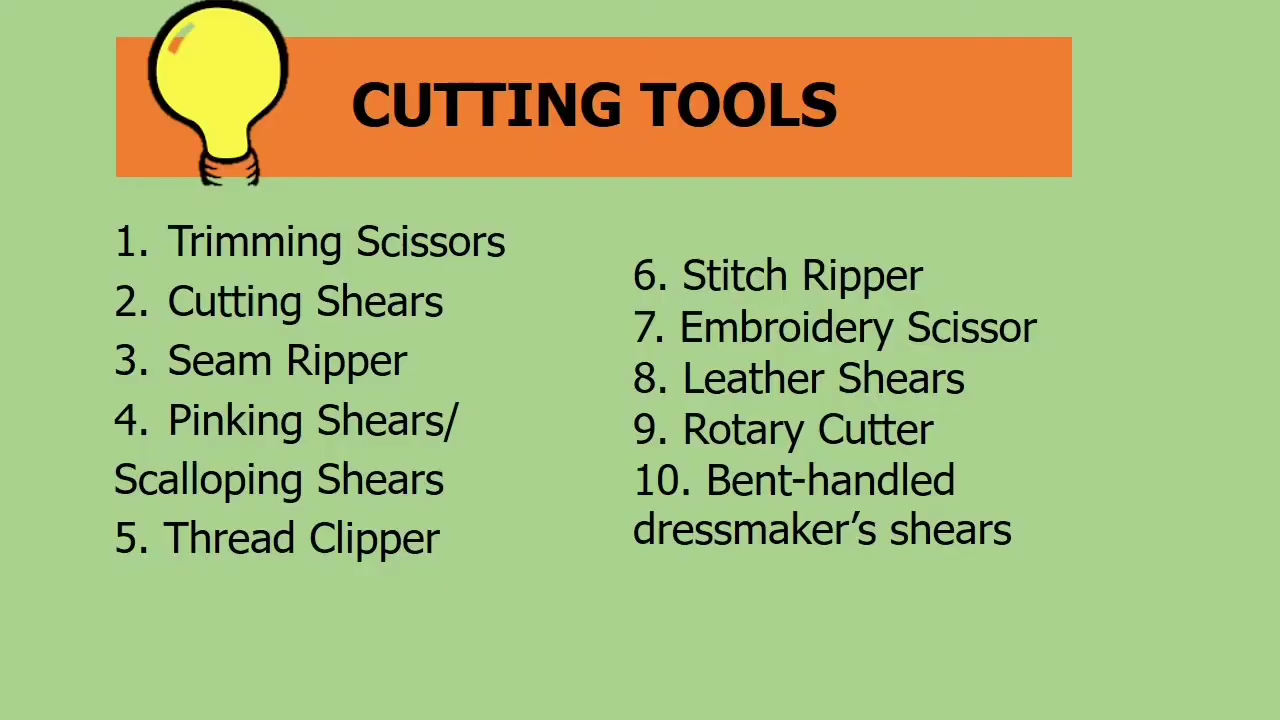 CUTTING TOOLS
1. Trimming Scissors
2. Cutting Shears
3. Seam Ripper
4. Pinking Shears/
Scalloping Shears
5. Thread Clipper
6. Stitch Ripper
7. Embroidery Scissor
8. Leather Shears
9. Rotary Cutter
10. Bent-handled
dressmaker’s shears